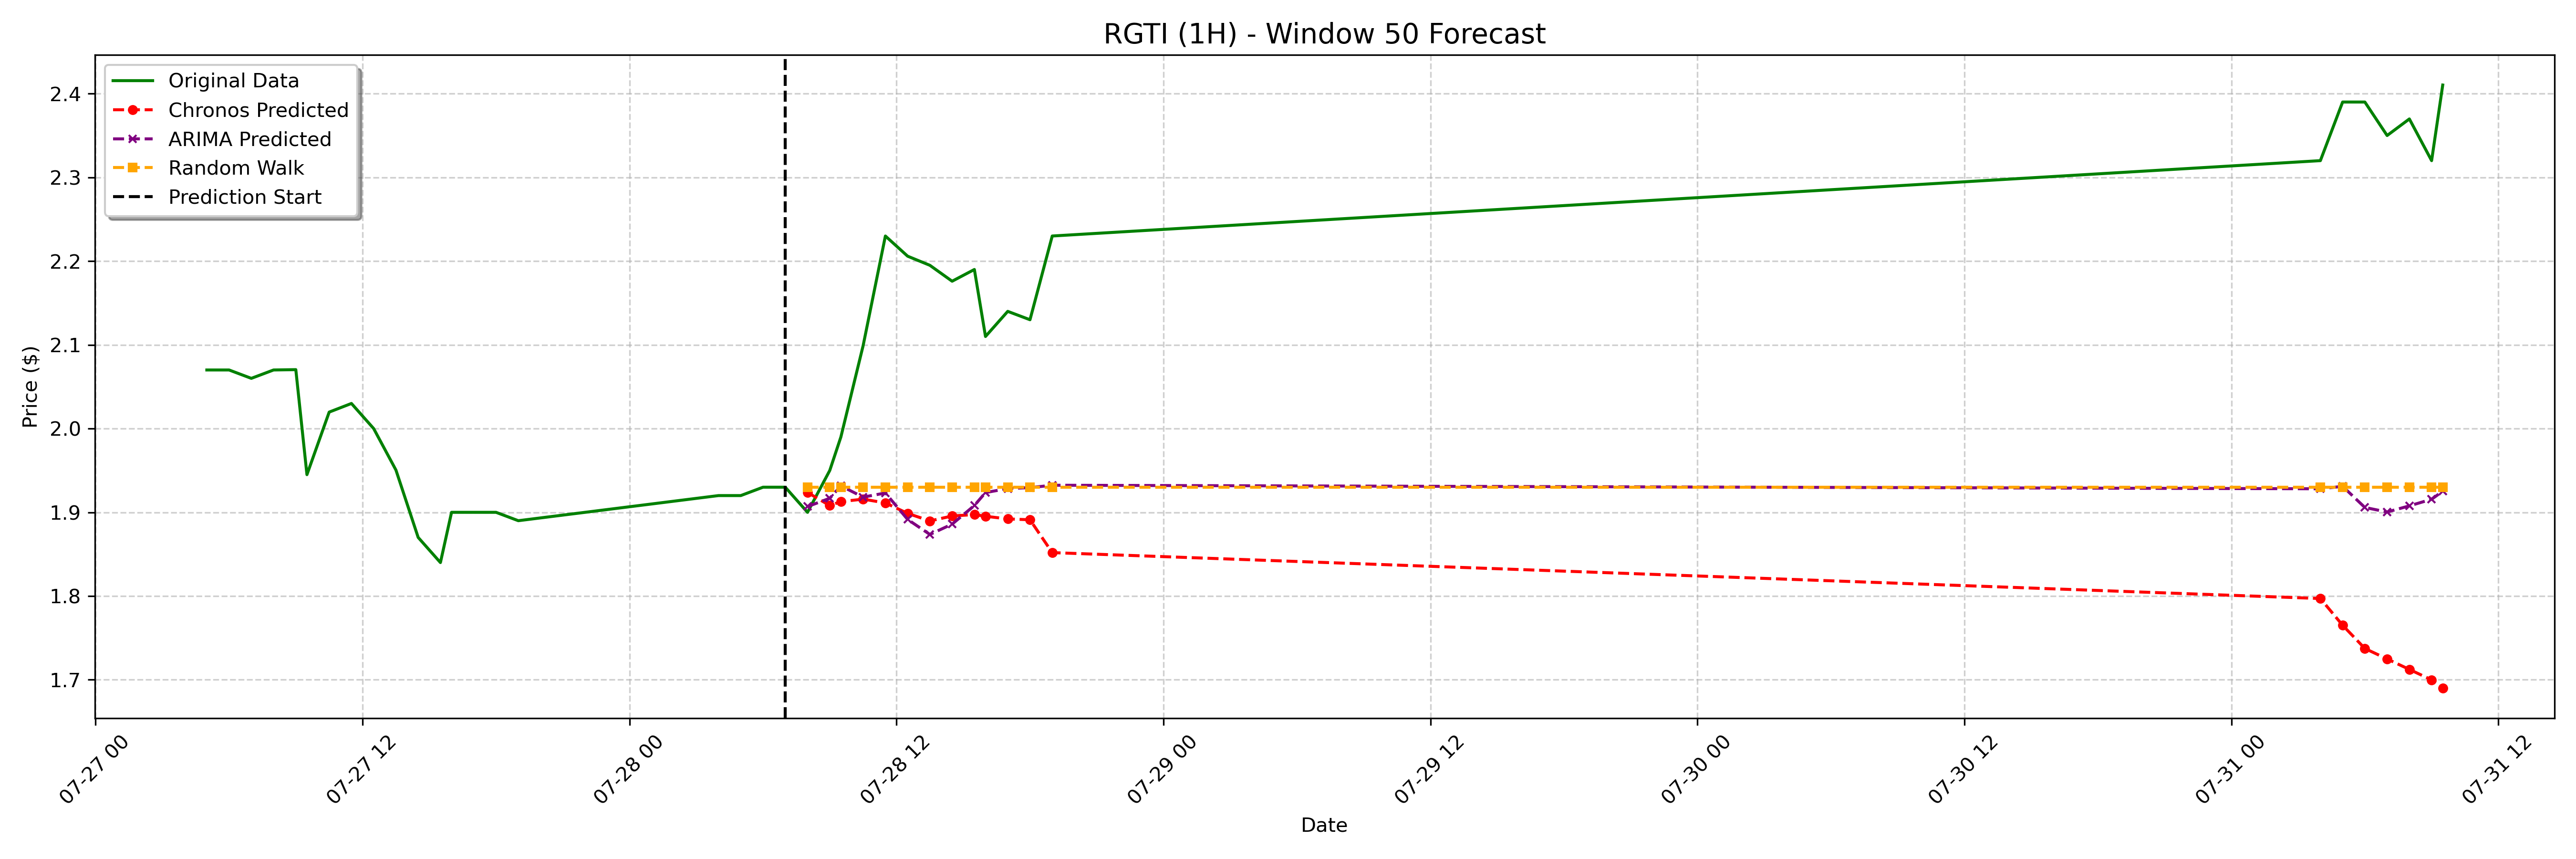 RGTI (1H) - Window 50 Forecast
Original Data
Chronos Predicted
ARIMA Predicted
Random Walk
Prediction Start
Price ($)
2.4
2.3
2.2
2.1
2.0
1.9
1.8
1.7
07-27 00
07-27 12
07-28 00
07-28 12
07-29 00
07-29 12
07-30 00
07-30 12
07-31 00
07-31 12
Date